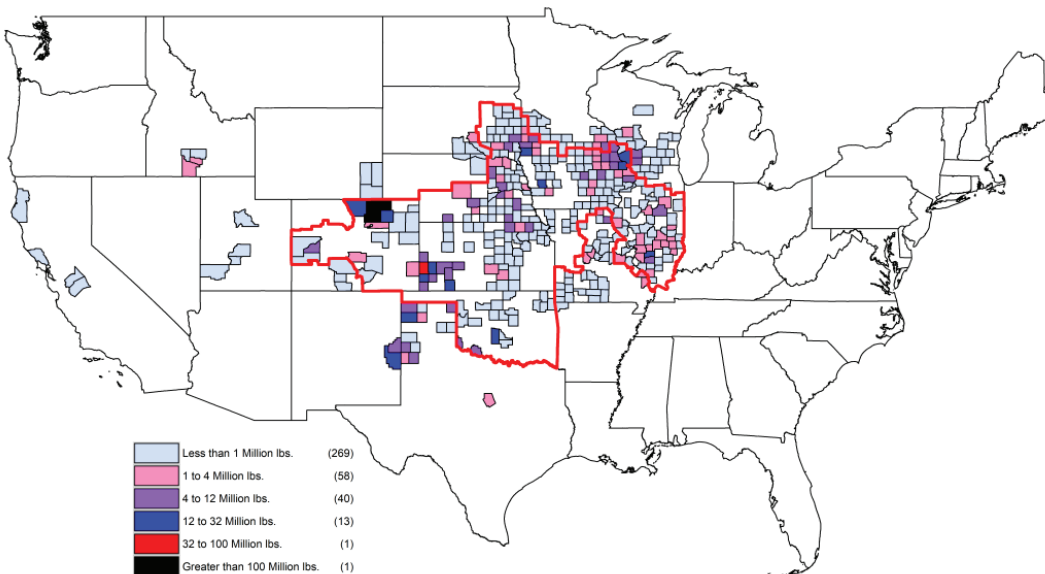 Less than 1 Million lbs. (269)
1 to 4 Million lbs. (58)
4 to 12 Million lbs. (40)
12 to 32 Million lbs. (13)
32 to 100 Million lbs. (1)
Greater than 100 Million lbs. (1)